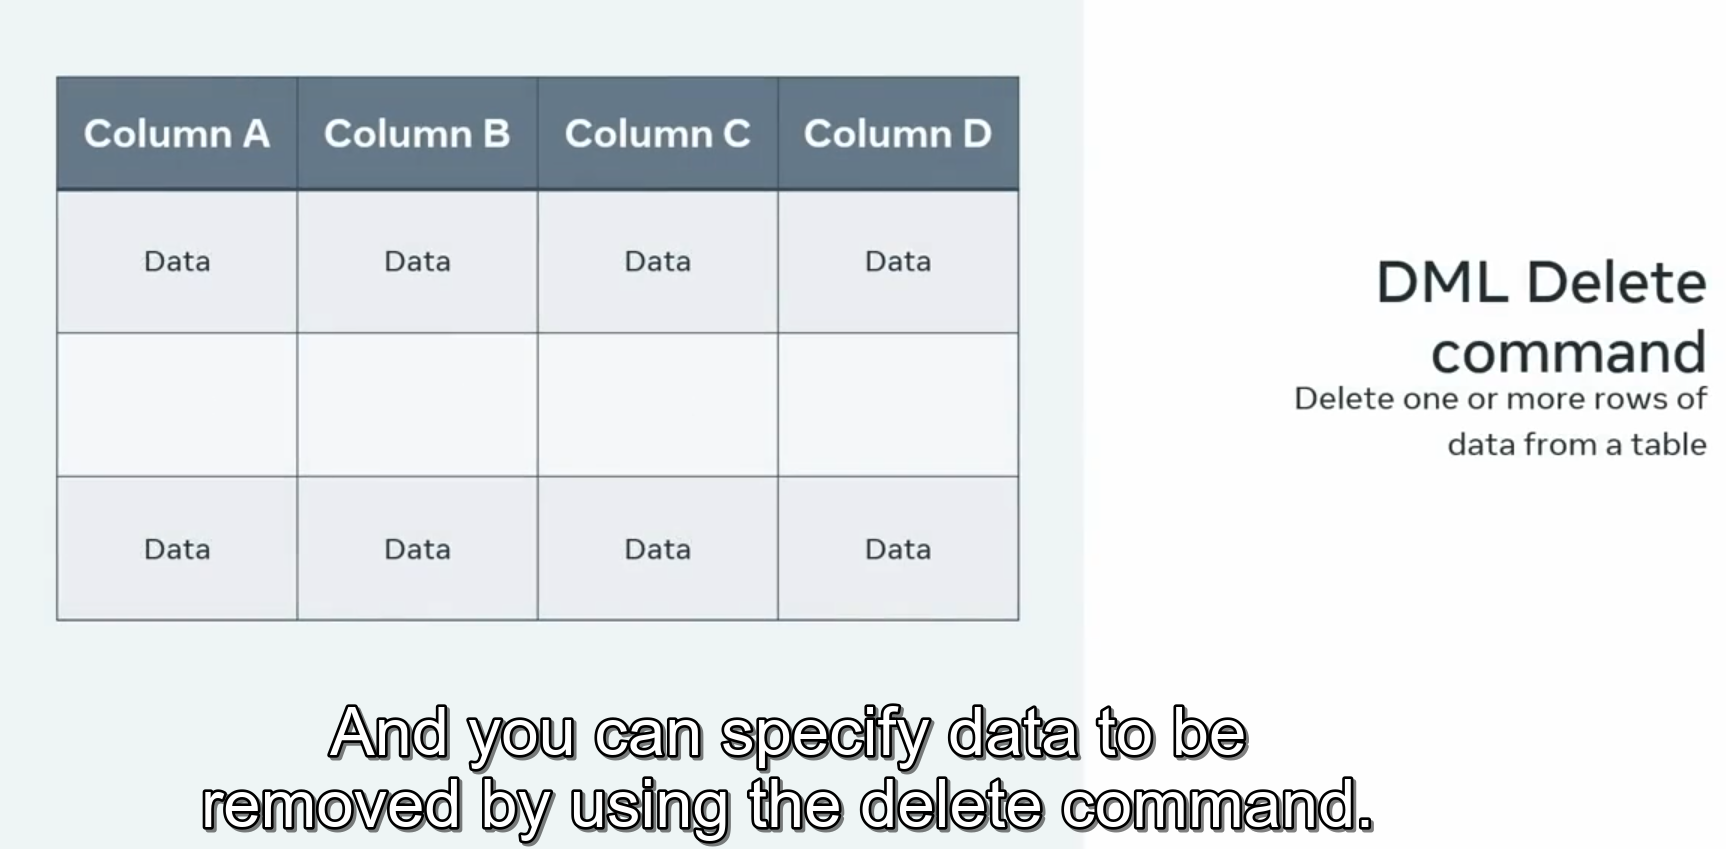 Column A Column B Column C Column D
Data Data Data Data
Data Data Data Data
DML Delete
command
Delete one or more rows of
data from a table
And you can specify data to be
removed by using the delete command.